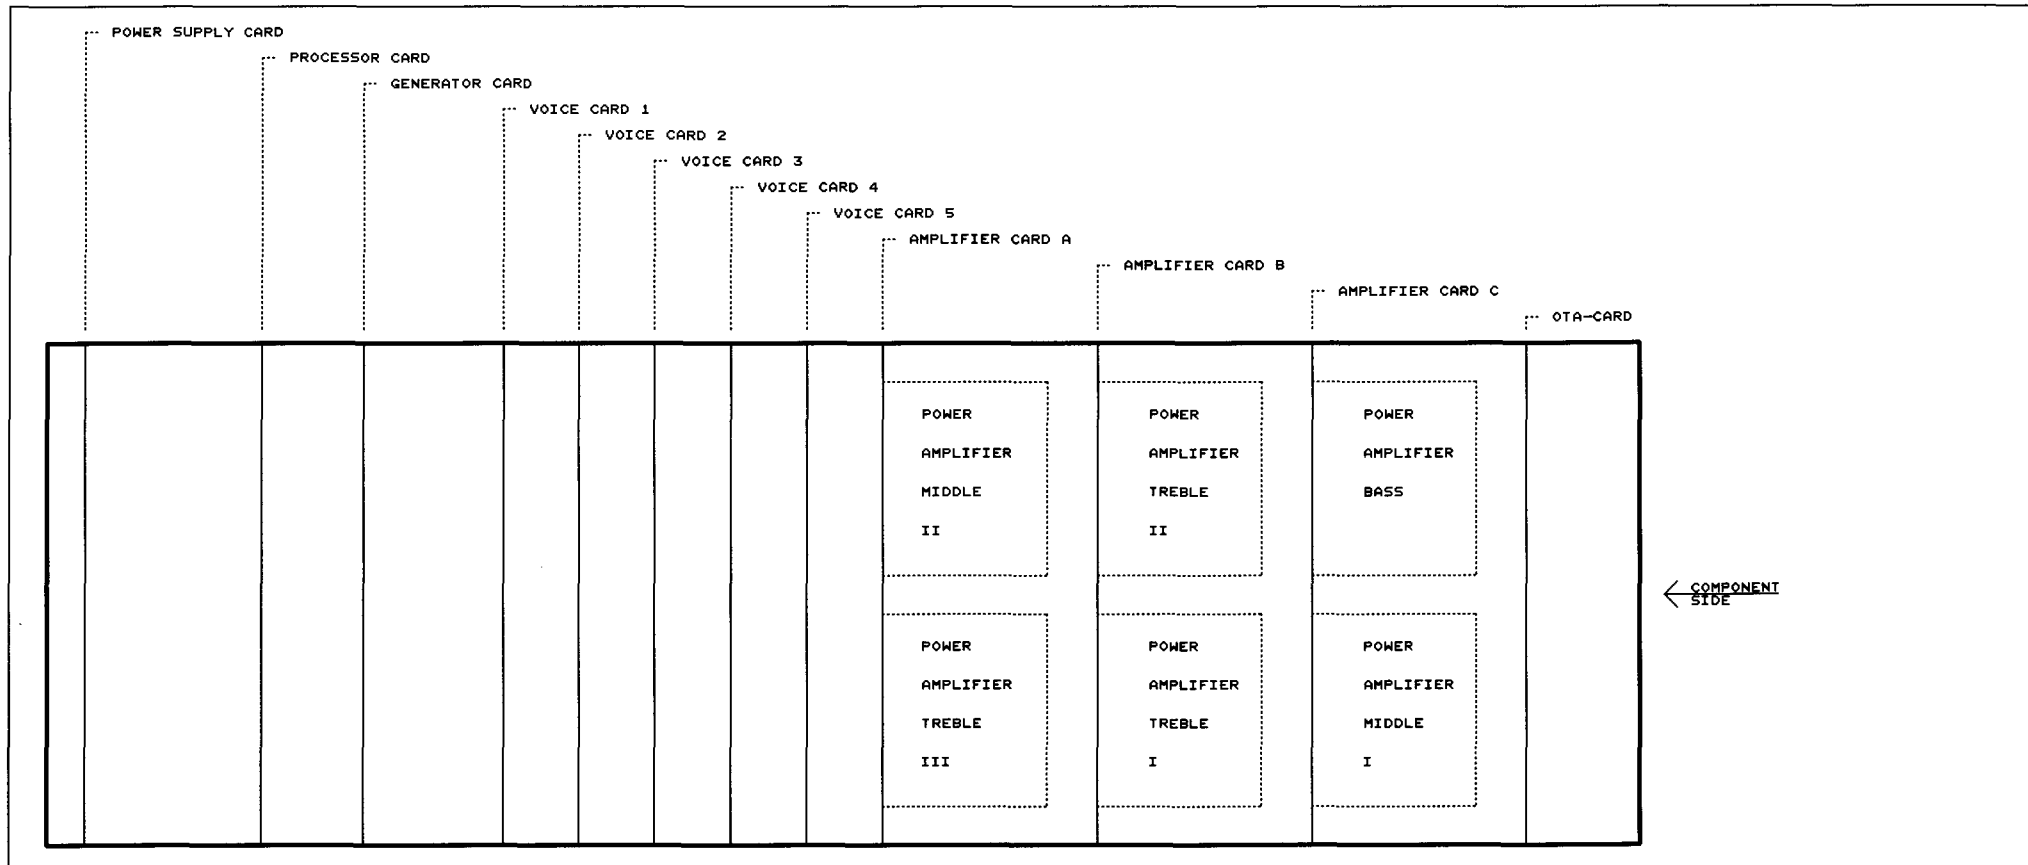 POWER SUPPLY CARD
PROCESSOR CARD
GENERATOR CARD
VOICE CARD 1
VOICE CARD 2
VOICE CARD 3
VOICE CARD 4
VOICE CARD 5
AMPLIFIER CARD A
AMPLIFIER CARD B
AMPLIFIER CARD C
OTA-CARD
POWER
AMPLIFIER
MIDDLE
II
POWER
AMPLIFIER
TREBLE
II
POWER
AMPLIFIER
BASS
COMPONENT
SIDE
POWER
AMPLIFIER
TREBLE
III
POWER
AMPLIFIER
TREBLE
I
POWER
AMPLIFIER
MIDDLE
I